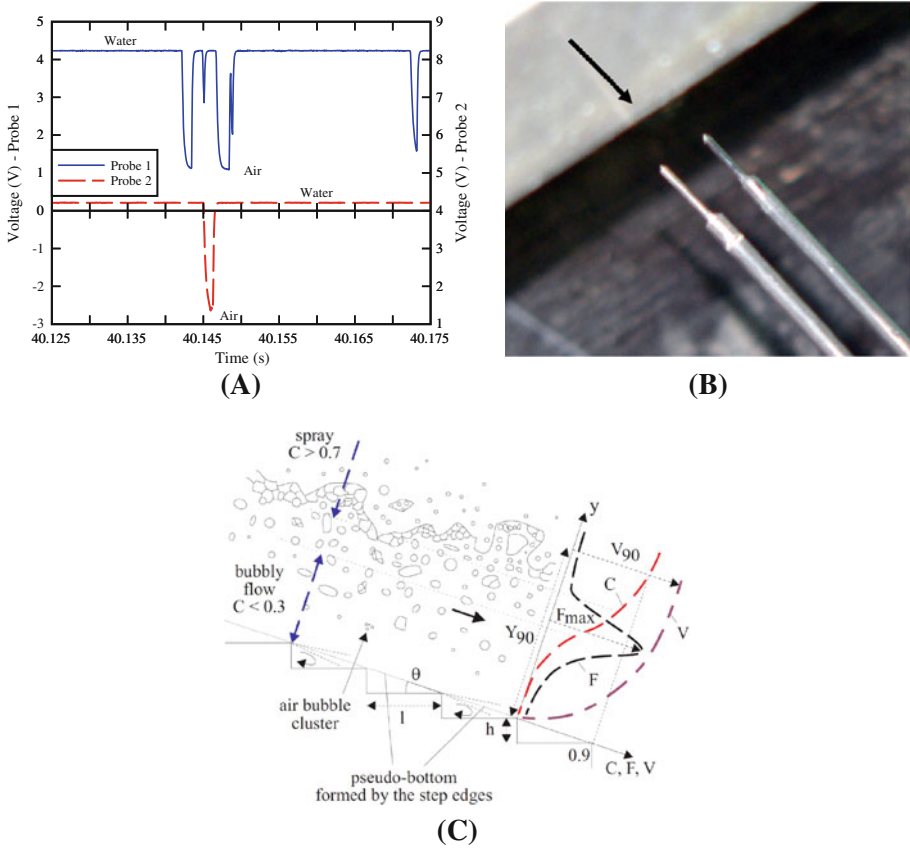 5
4
3
2
1
0
-1
-2
-3
Voltage (V) - Probe 1
Water
Air
Probe 1
Probe 2
Water
Air
9
8
7
6
5
4
3
2
1
Voltage (V) - Probe 2
40.125
40.135
40.145
40.155
40.165
40.175
Time (s)
(A)
(B)
spray
C > 0.7
bubbly
flow
C < 0.3
air bubble
cluster
θ
l
h
pseudo-bottom
formed by the step edges
y
V90
C
Fmax
Y90
V
F
0.9
C, F, V
(C)